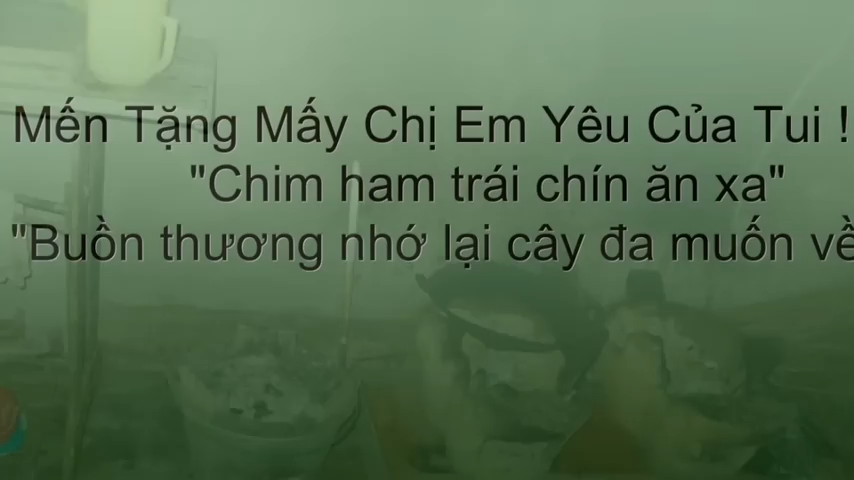 Mến Tặng Mấy Chị Em Yêu Của Tui !
"Chim ham trái chín ăn xa"
"Buồn thương nhớ lại cây đa muốn về